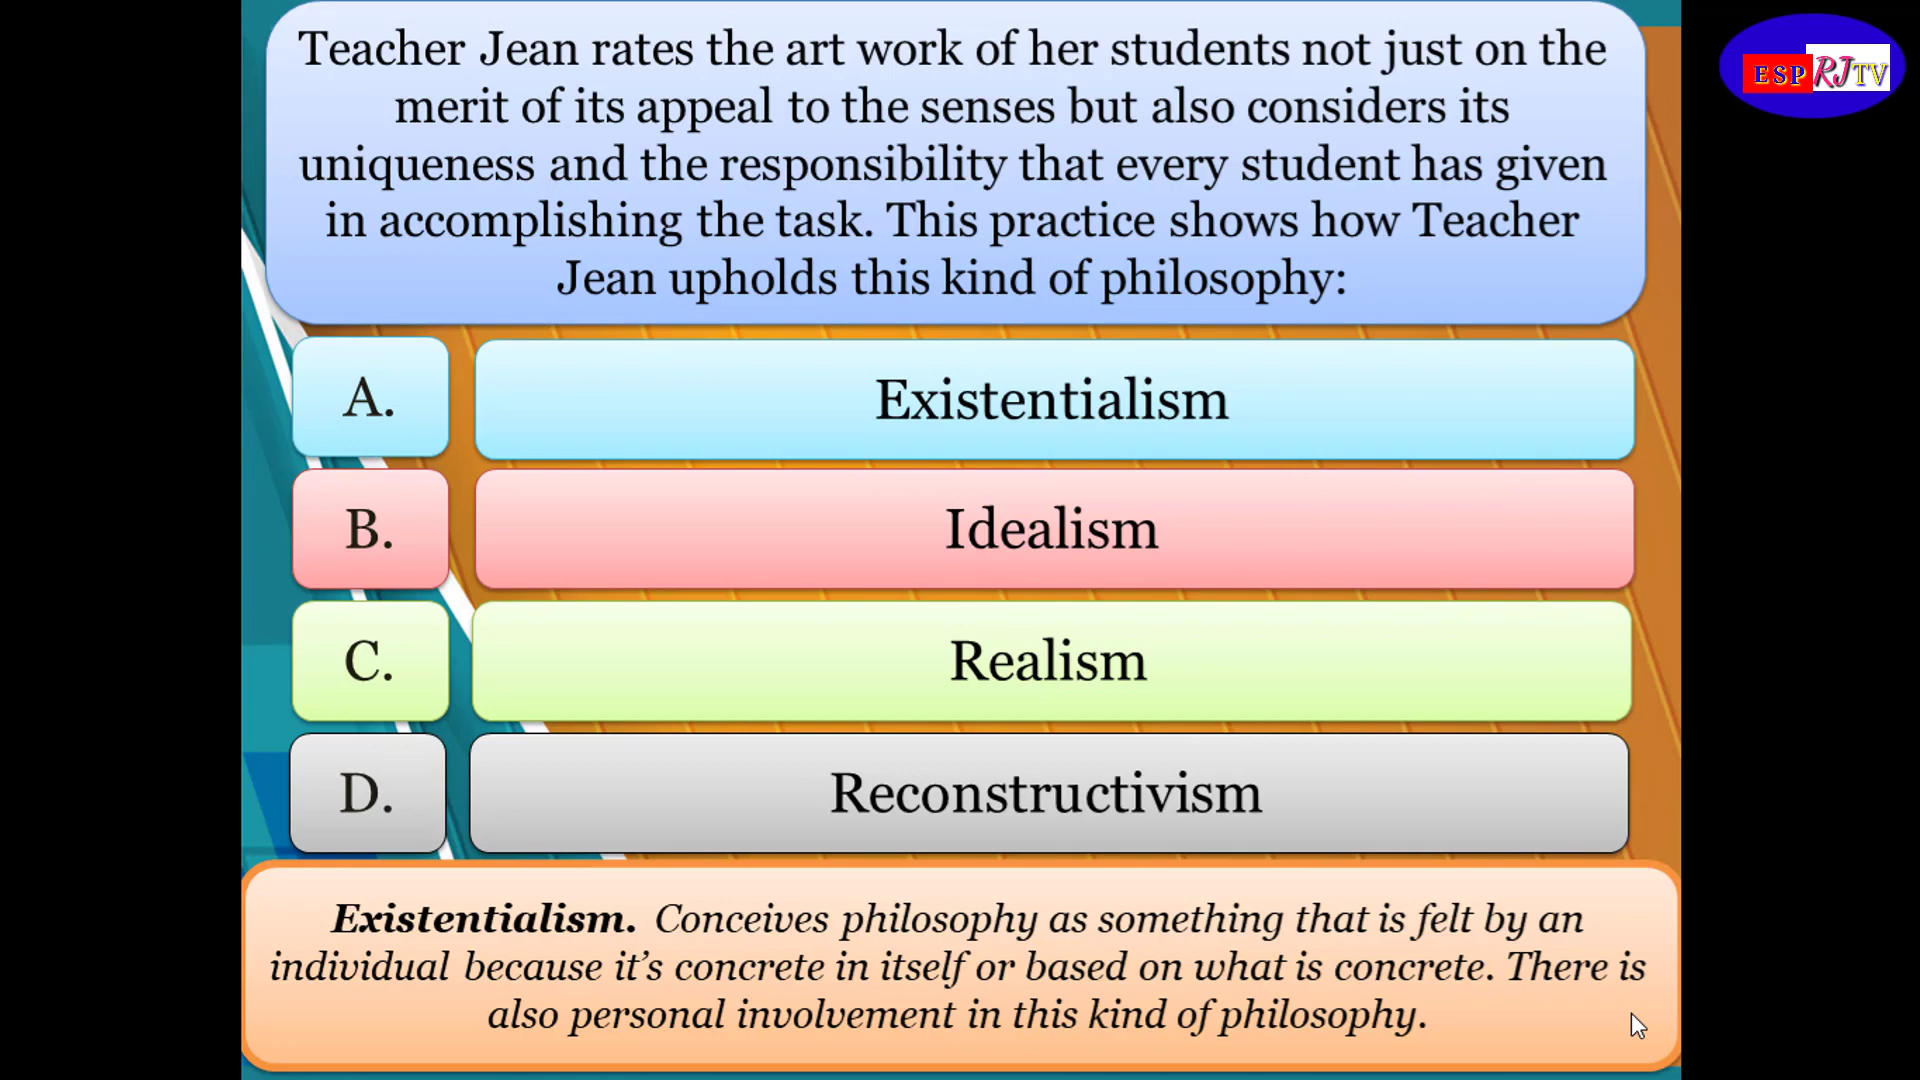 Teacher Jean rates the art work of her students not just on the
merit of its appeal to the senses but also considers its
uniqueness and the responsibility that every student has given
in accomplishing the task. This practice shows how Teacher
Jean upholds this kind of philosophy:
A. Existentialism
B. Idealism
C. Realism
D. Reconstructivism
Existentialism. Conceives philosophy as something that is felt by an
individual because it's concrete in itself or based on what is concrete. There is
also personal involvement in this kind of philosophy.
ESP RJTV